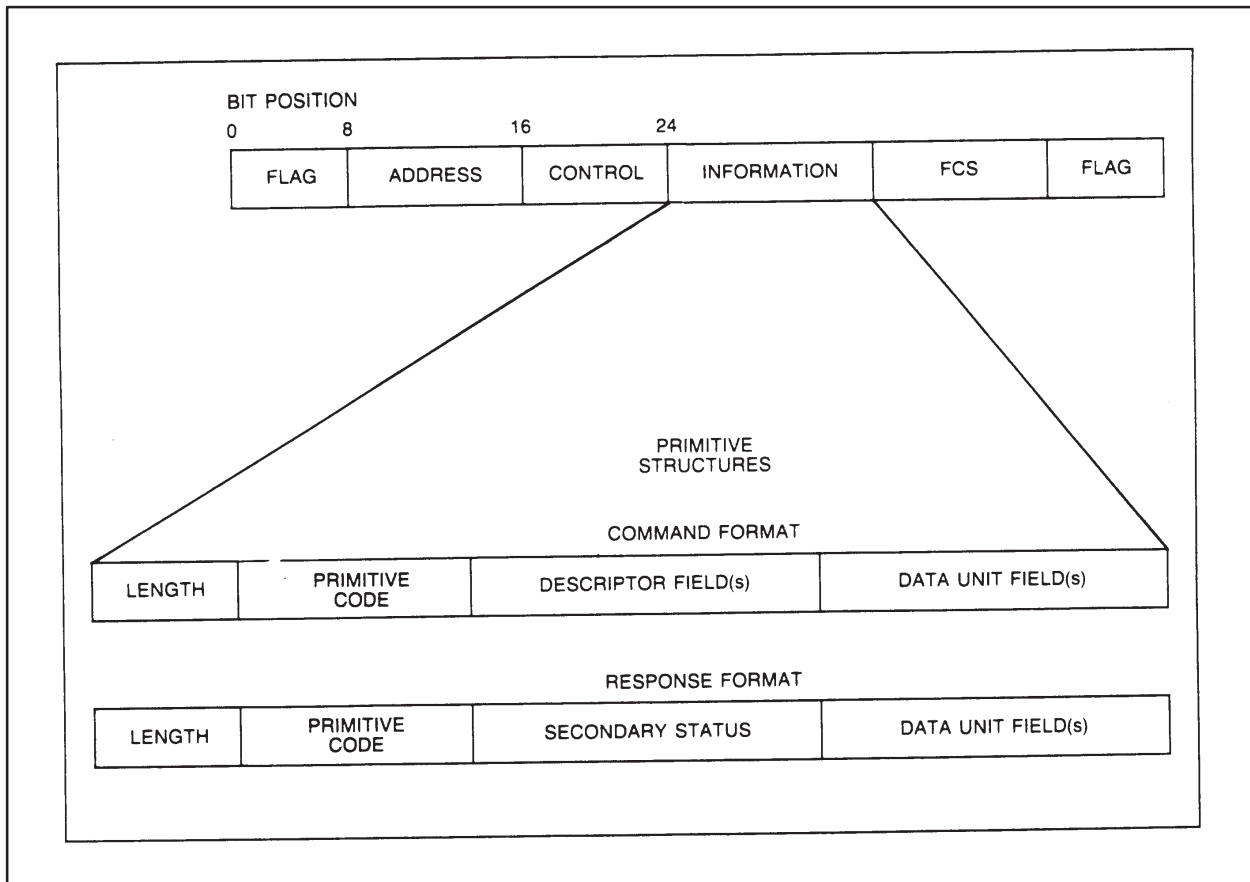 BIT POSITION
0 8 16 24
FLAG ADDRESS CONTROL INFORMATION FCS FLAG
PRIMITIVE
STRUCTURES
COMMAND FORMAT
LENGTH PRIMITIVE CODE DESCRIPTOR FIELD(s) DATA UNIT FIELD(s)
RESPONSE FORMAT
LENGTH PRIMITIVE CODE SECONDARY STATUS DATA UNIT FIELD(s)